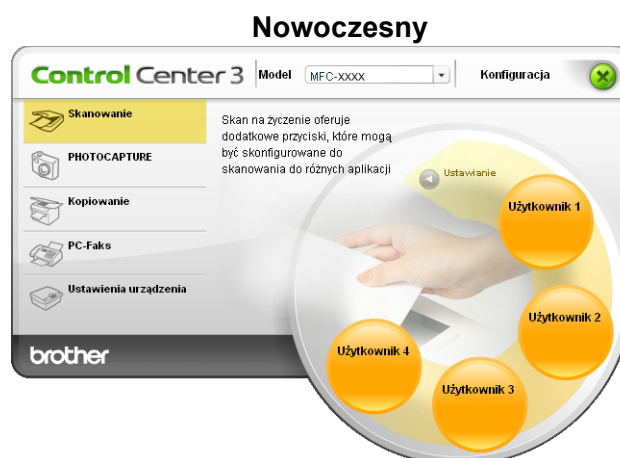 Nowoczesny
Control Center 3 Model MFC-XXXX Konfiguracja
Skanowanie
PHOTOCAPTURE
Kopiowanie
PC-Faks
Ustawienia urządzenia
brother
Skan na życzenie oferuje
dodatkowe przyciski, które mogą
być skonfigurowane do
skanowania do różnych aplikacji
Ustawianie
Użytkownik 1
Użytkownik 2
Użytkownik 3
Użytkownik 4